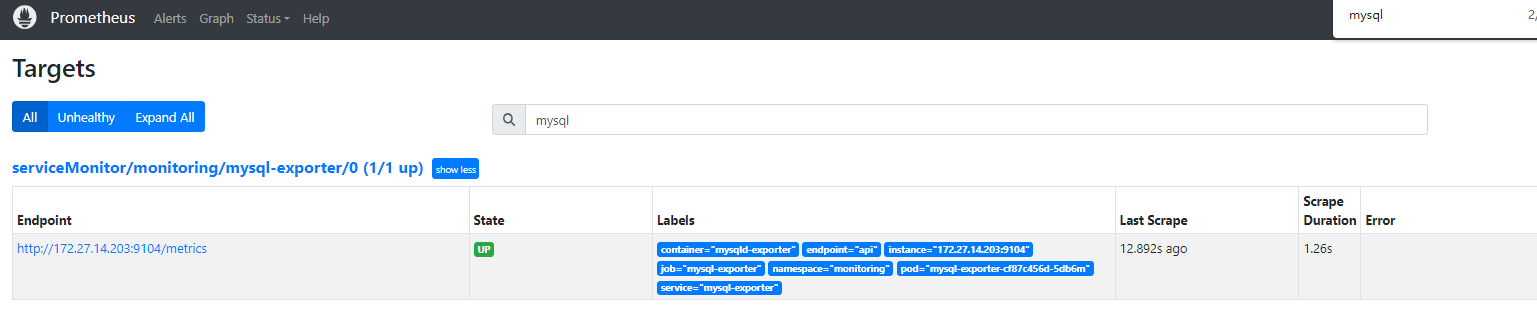 Prometheus Alerts Graph Status Help
mysql 2/
Targets
All Unhealthy Expand All
mysql
serviceMonitor/monitoring/mysql-exporter/0 (1/1 up) show less
Endpoint State Labels Last Scrape Scrape Duration Error
http://172.27.14.203:9104/metrics UP container="mysqld-exporter" endpoint="api" instance="172.27.14.203:9104" 12.892s ago 1.26s
job="mysql-exporter" namespace="monitoring" pod="mysql-exporter-cf87c456d-5db6m"
service="mysql-exporter"